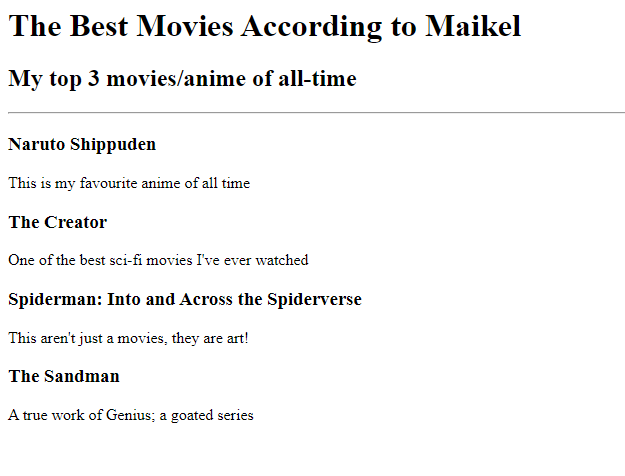 The Best Movies According to Maikel
My top 3 movies/anime of all-time
Naruto Shippuden
This is my favourite anime of all time
The Creator
One of the best sci-fi movies I've ever watched
Spiderman: Into and Across the Spiderverse
This aren't just a movies, they are art!
The Sandman
A true work of Genius; a goated series